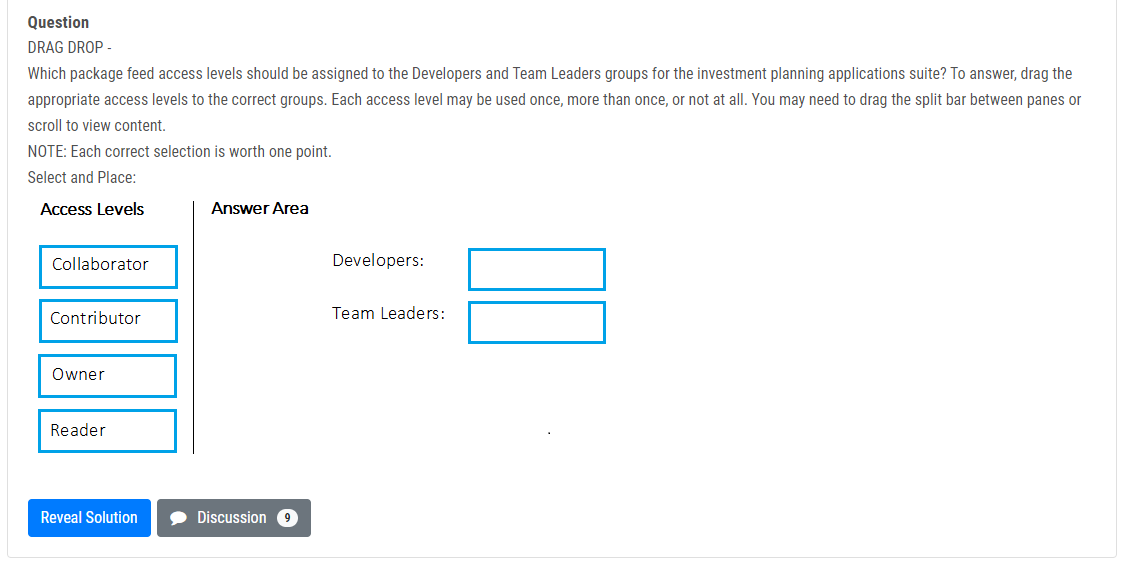 Question
DRAG DROP -
Which package feed access levels should be assigned to the Developers and Team Leaders groups for the investment planning applications suite? To answer, drag the
appropriate access levels to the correct groups. Each access level may be used once, more than once, or not at all. You may need to drag the split bar between panes or
scroll to view content.
NOTE: Each correct selection is worth one point.
Select and Place:
Access Levels
Answer Area
Collaborator
Developers:
Contributor
Team Leaders:
Owner
Reader
Reveal Solution
Discussion 9